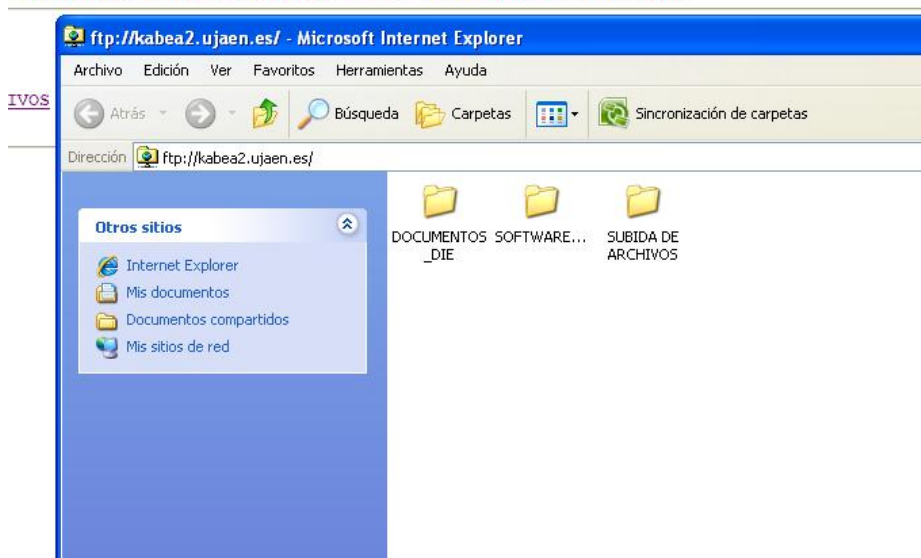 ftp://kabea2.ujaen.es/ - Microsoft Internet Explorer
Archivo Edición Ver Favoritos Herramientas Ayuda
IVOS
Atrás Búsqueda Carpetas Sincronización de carpetas
Dirección ftp://kabea2.ujaen.es/
Otros sitios
Internet Explorer
Mis documentos
Documentos compartidos
Mis sitios de red
DOCUMENTOS
_DIE
SOFTWARE...
SUBIDA DE
ARCHIVOS